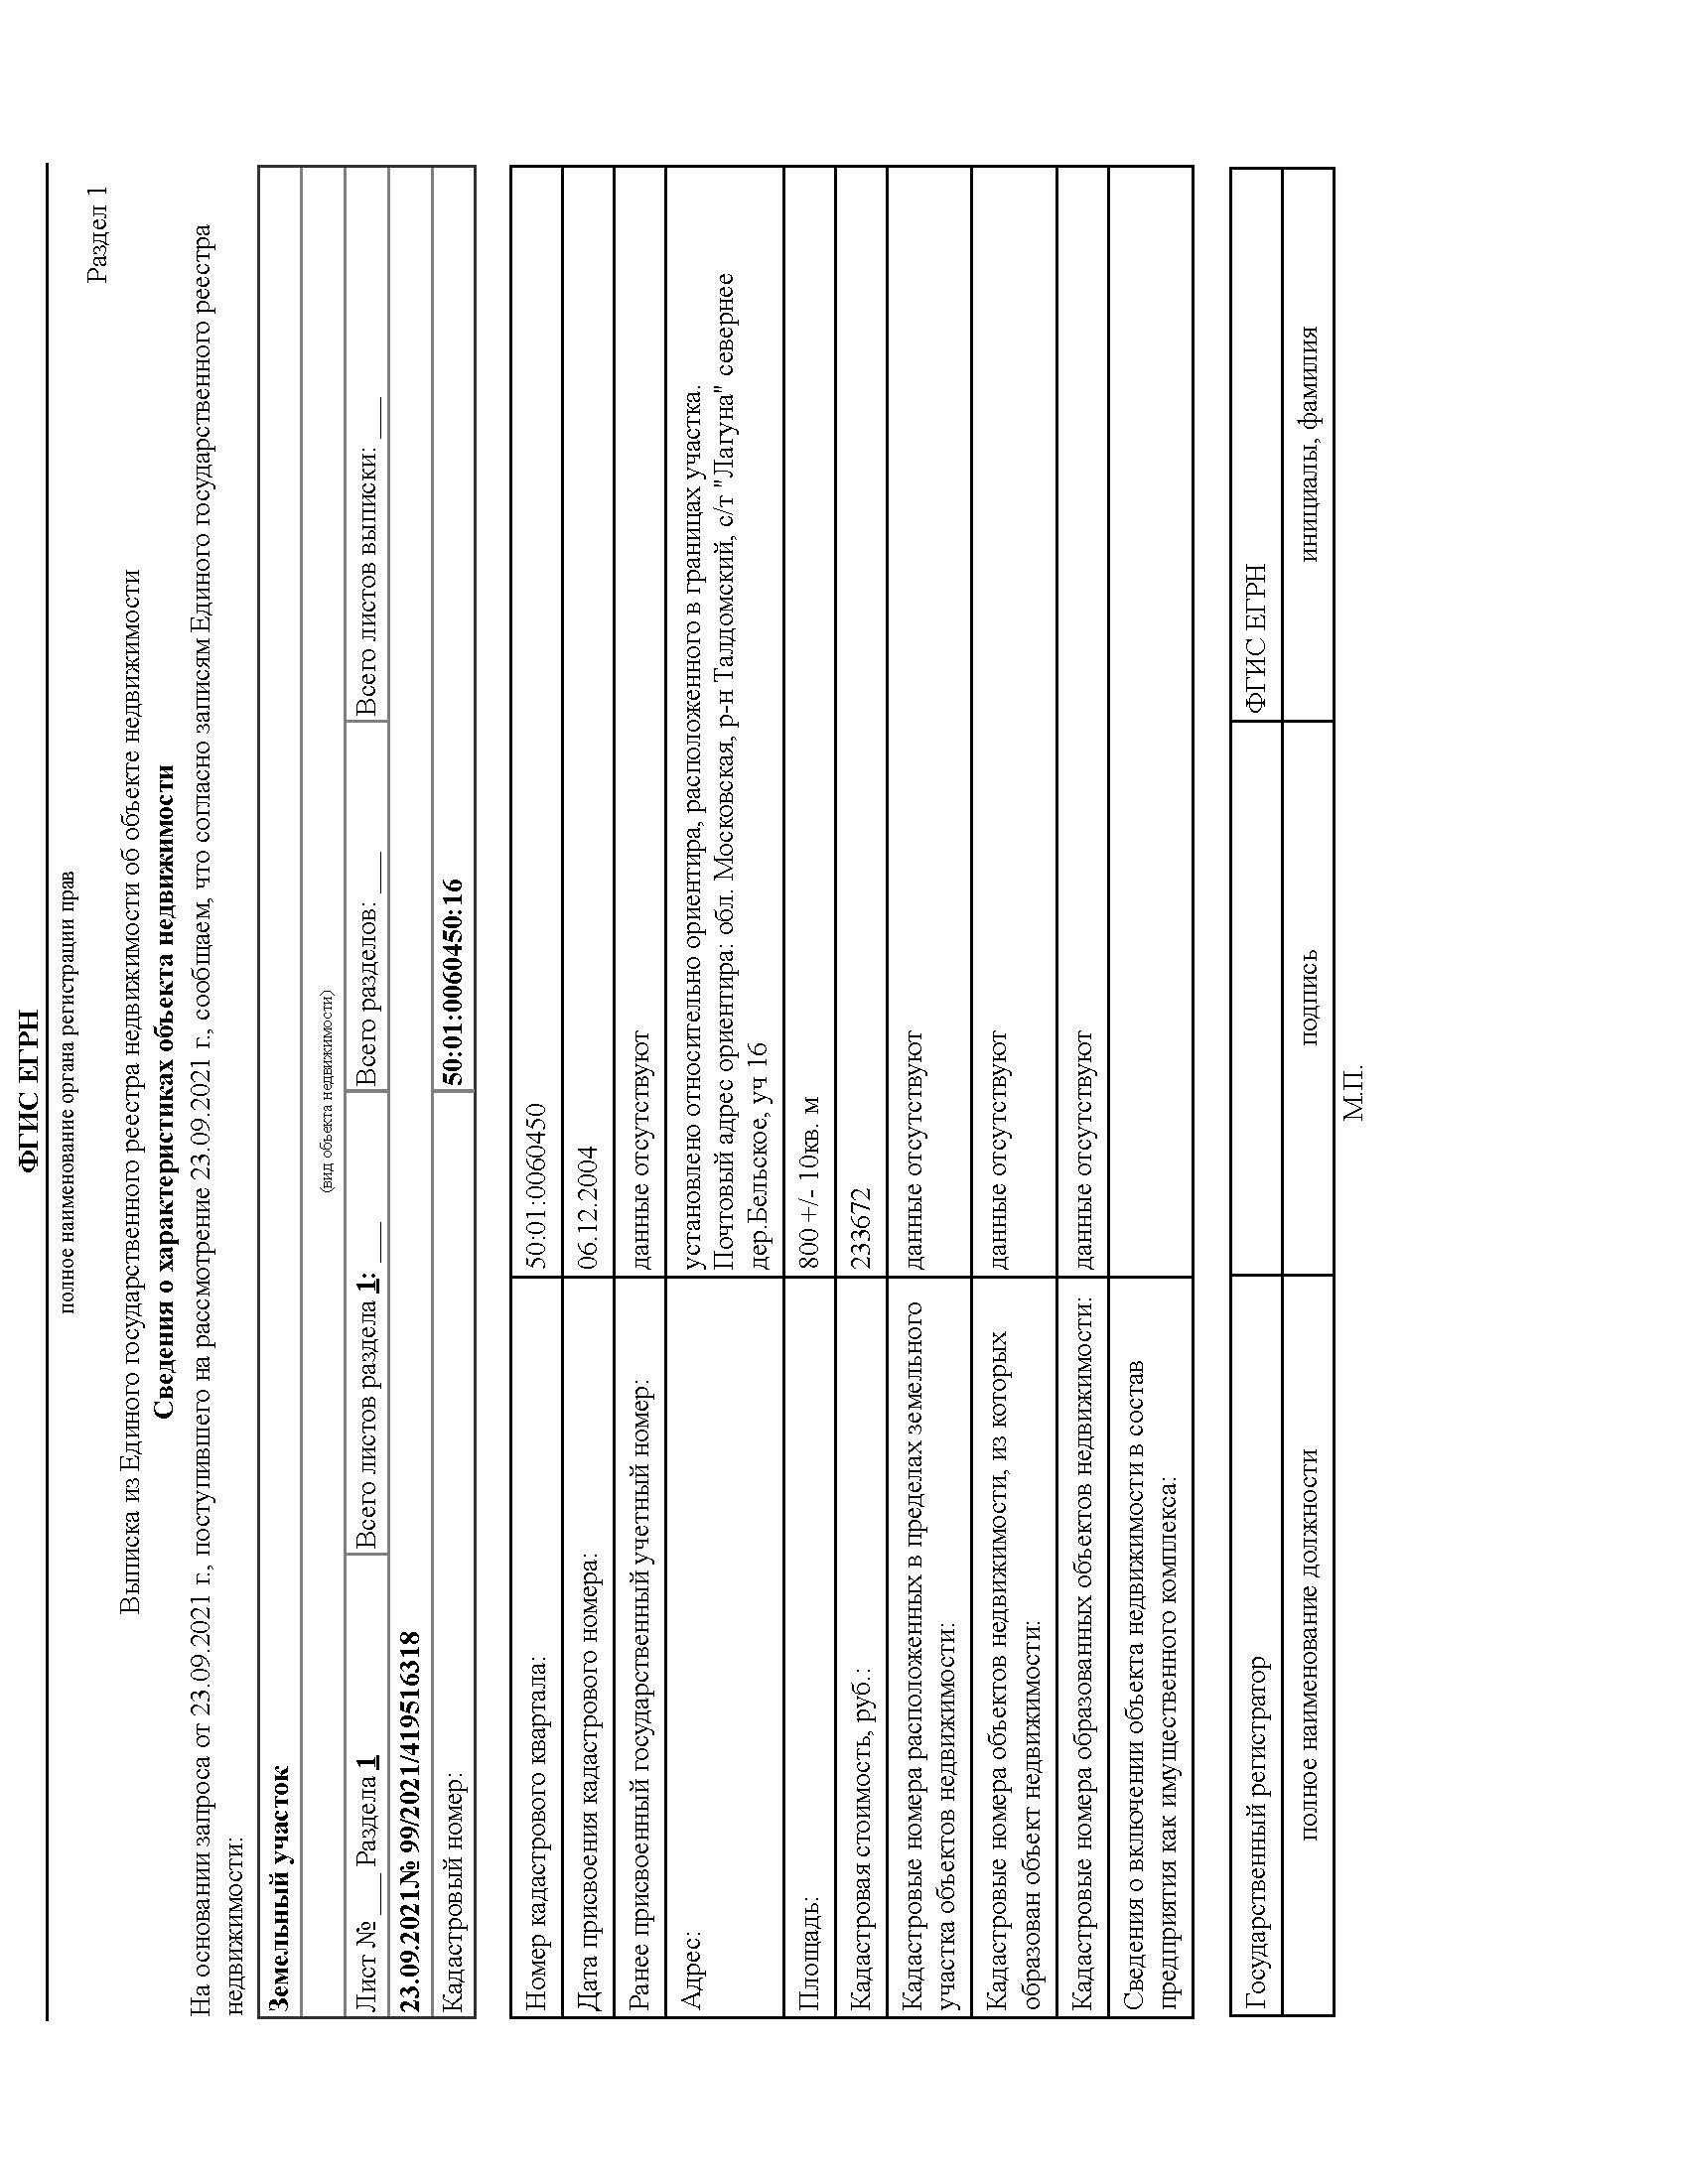 ФГИС ЕГРН
полное наименование органа регистрации прав
Раздел 1
Выписка из Единого государственного реестра недвижимости об объекте недвижимости
Сведения о характеристиках объекта недвижимости
На основании запроса от 23.09.2021 г., поступившего на рассмотрение 23.09.2021 г., сообщаем, что согласно записям Единого государственного реестра
недвижимости:
Земельный участок
(вид объекта недвижимости)
Лист № ___ Раздела 1 Всего листов раздела 1: ___ Всего разделов: ___ Всего листов выписки: ___
23.09.2021№ 99/2021/419516318
Кадастровый номер: 50:01:0060450:16
Номер кадастрового квартала: 50:01:0060450
Дата присвоения кадастрового номера: 06.12.2004
Ранее присвоенный государственный учетный номер: данные отсутствуют
Адрес: установлено относительно ориентира, расположенного в границах участка.
Почтовый адрес ориентира: обл. Московская, р-н Талдомский, с/т "Лагуна" севернее
дер.Бельское, уч 16
Площадь: 800 +/- 10кв. м
Кадастровая стоимость, руб.: 233672
Кадастровые номера расположенных в пределах земельного данные отсутствуют
участка объектов недвижимости:
Кадастровые номера объектов недвижимости, из которых данные отсутствуют
образован объект недвижимости:
Кадастровые номера образованных объектов недвижимости: данные отсутствуют
Сведения о включении объекта недвижимости в состав
предприятия как имущественного комплекса:
Государственный регистратор ФГИС ЕГРН
полное наименование должности подпись инициалы, фамилия
М.П.